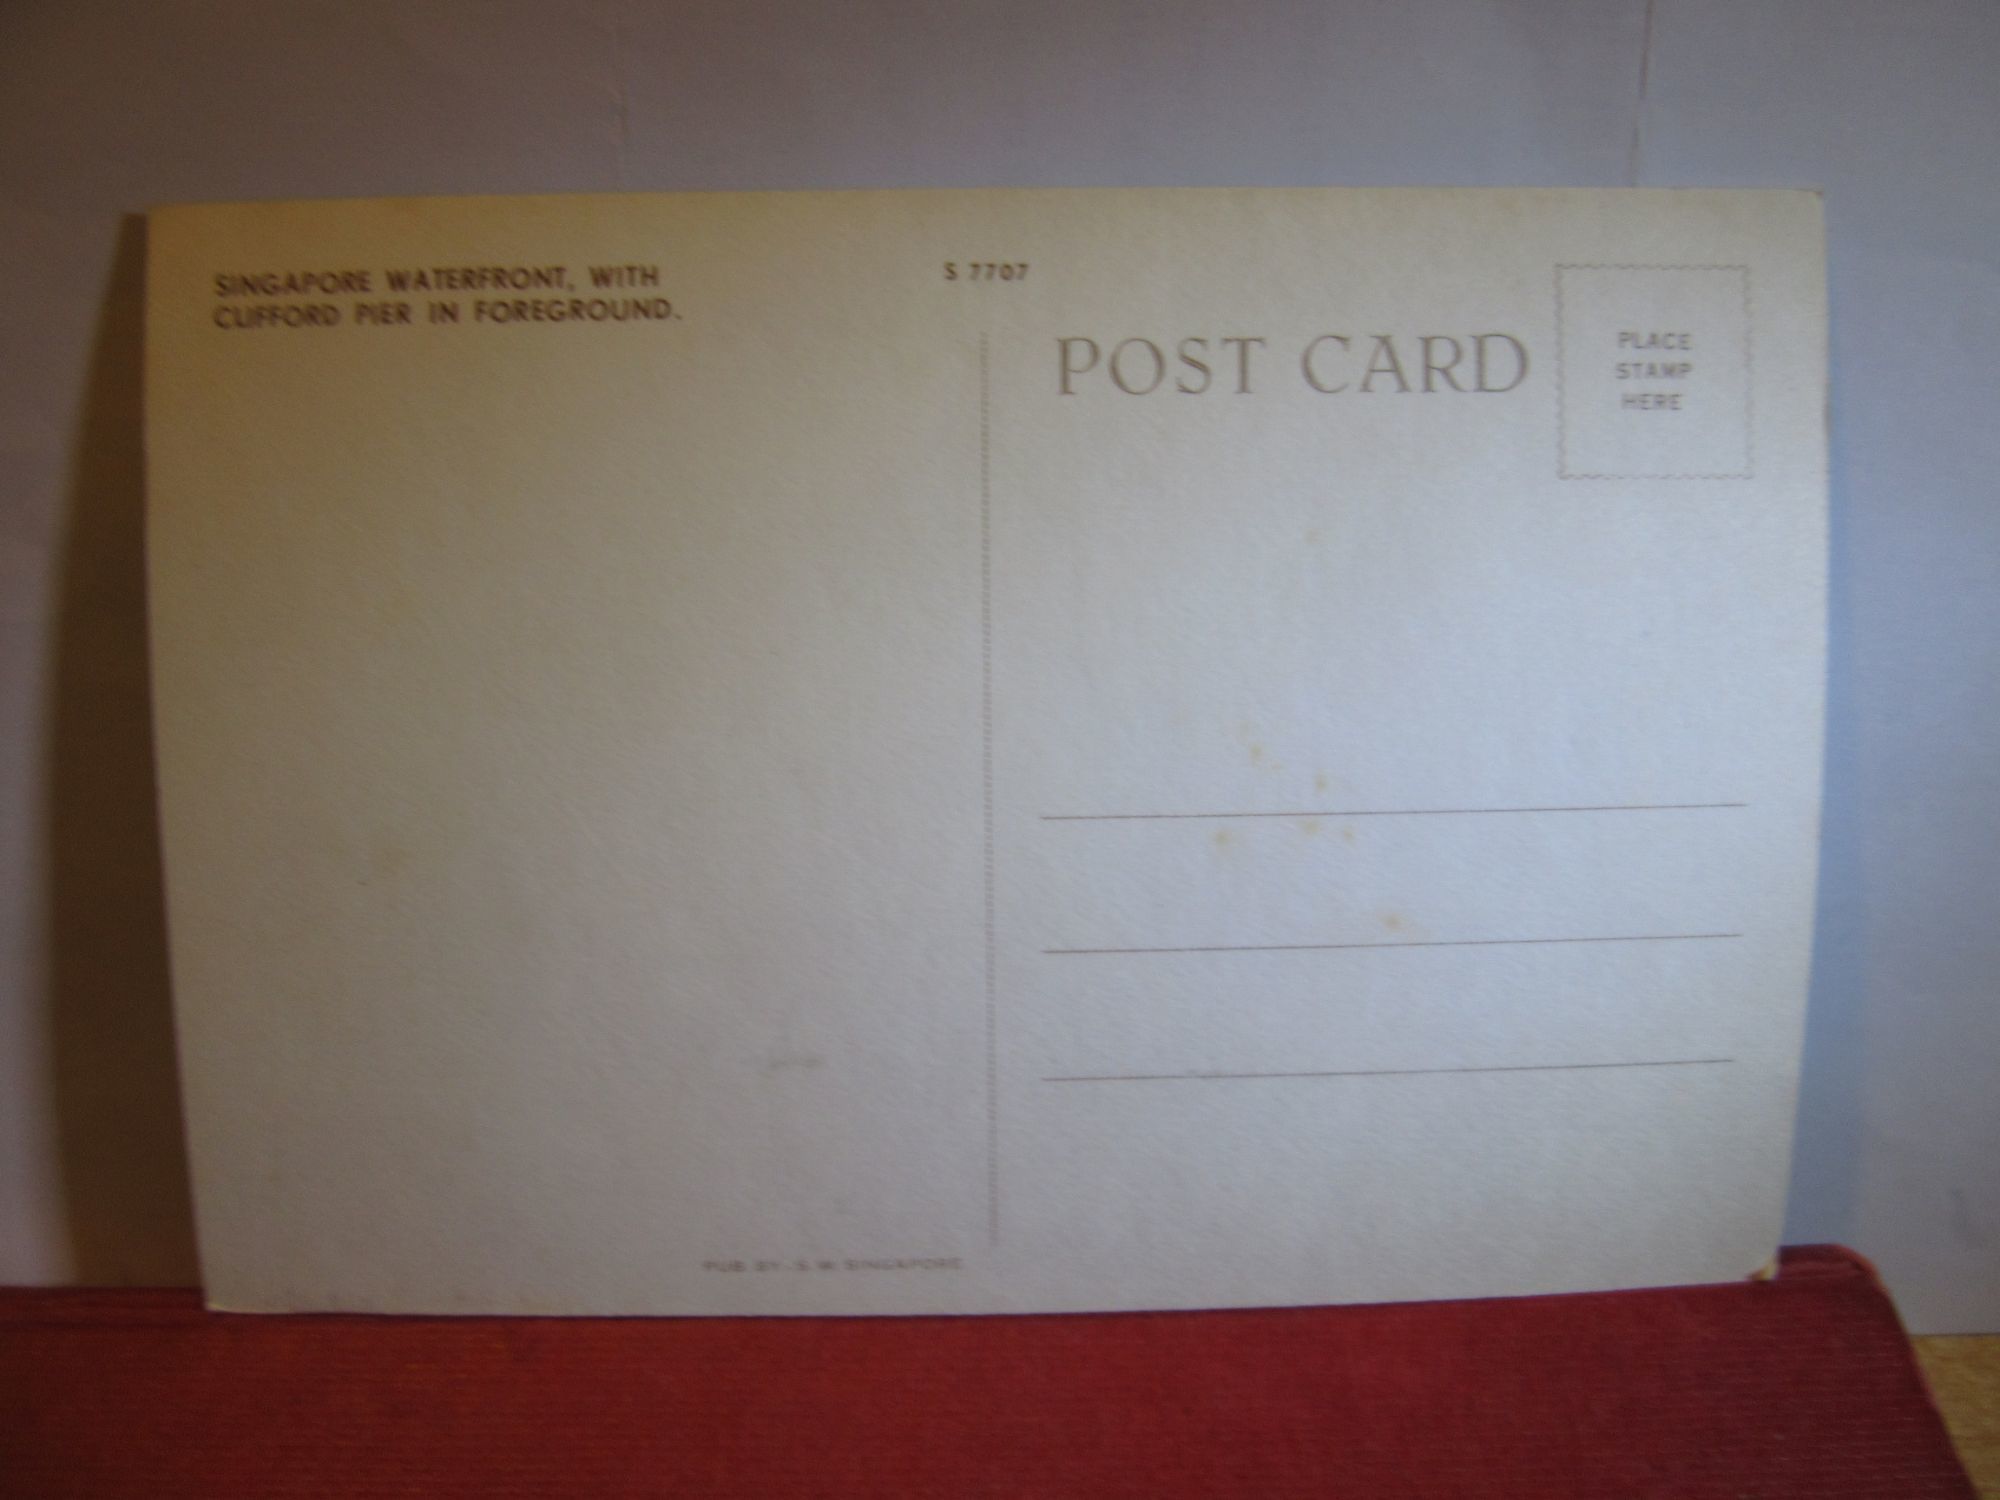 SINGAPORE WATERFRONT, WITH
CLIFFORD PIER IN FOREGROUND.
S 7707
POST CARD
PLACE
STAMP
HERE
PUB. BY.- S. W. SINGAPORE